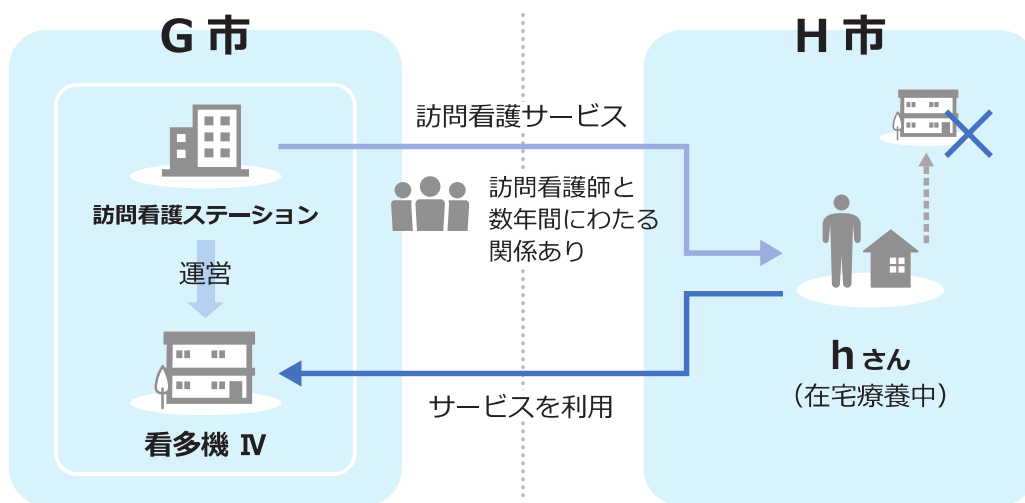 G 市
H 市
訪問看護サービス
訪問看護ステーション
訪問看護師と
数年間にわたる
関係あり
運営
hさん
（在宅療養中）
サービスを利用
看多機 Ⅳ